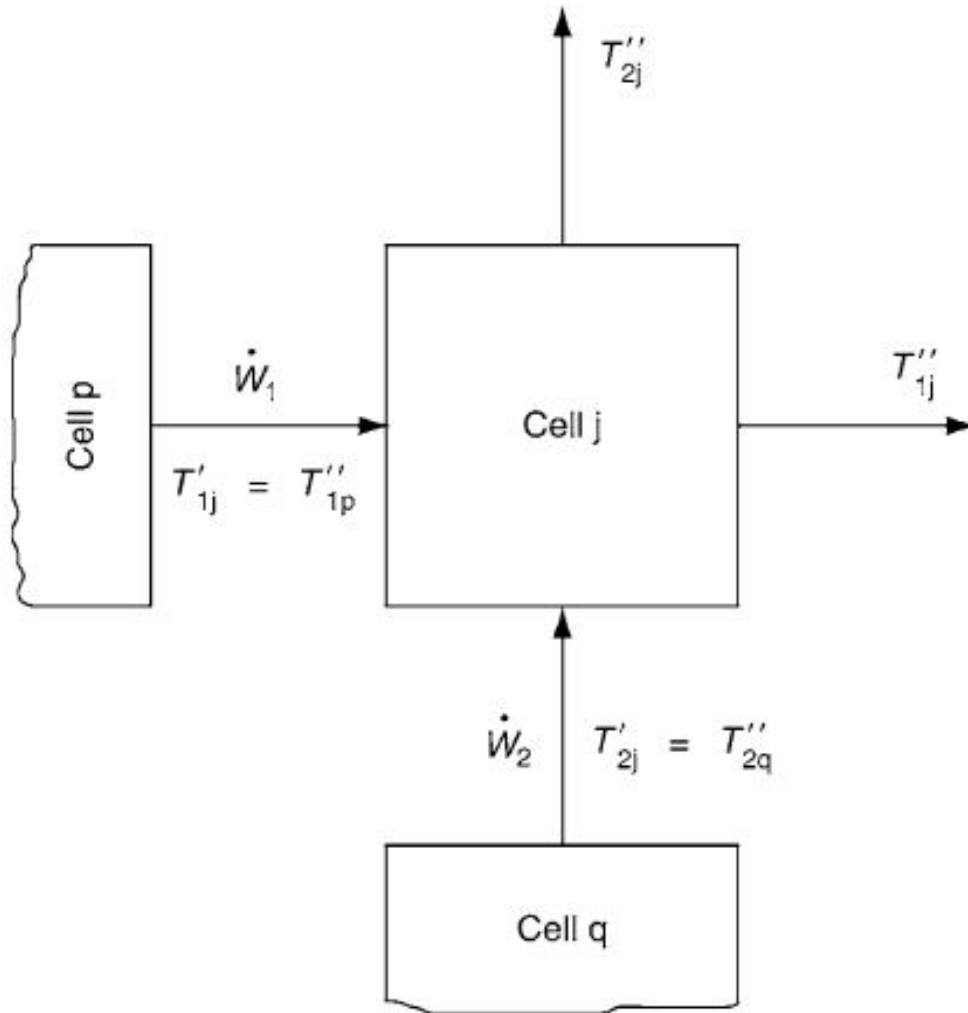 T″2j
Cell p
Ẇ1
T′1j = T″1p
Cell j
T″1j
Ẇ2
T′2j = T″2q
Cell q